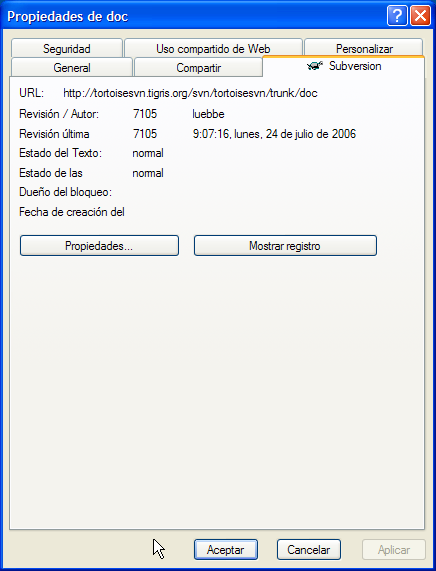 Propiedades de doc
Seguridad Uso compartido de Web Personalizar
General Compartir Subversion
URL: http://tortoisesvn.tigris.org/svn/tortoisesvn/trunk/doc
Revisión / Autor: 7105 luebbe
Revisión última 7105 9:07:16, lunes, 24 de julio de 2006
Estado del Texto: normal
Estado de las normal
Dueño del bloqueo:
Fecha de creación del
Propiedades... Mostrar registro
Aceptar Cancelar Aplicar